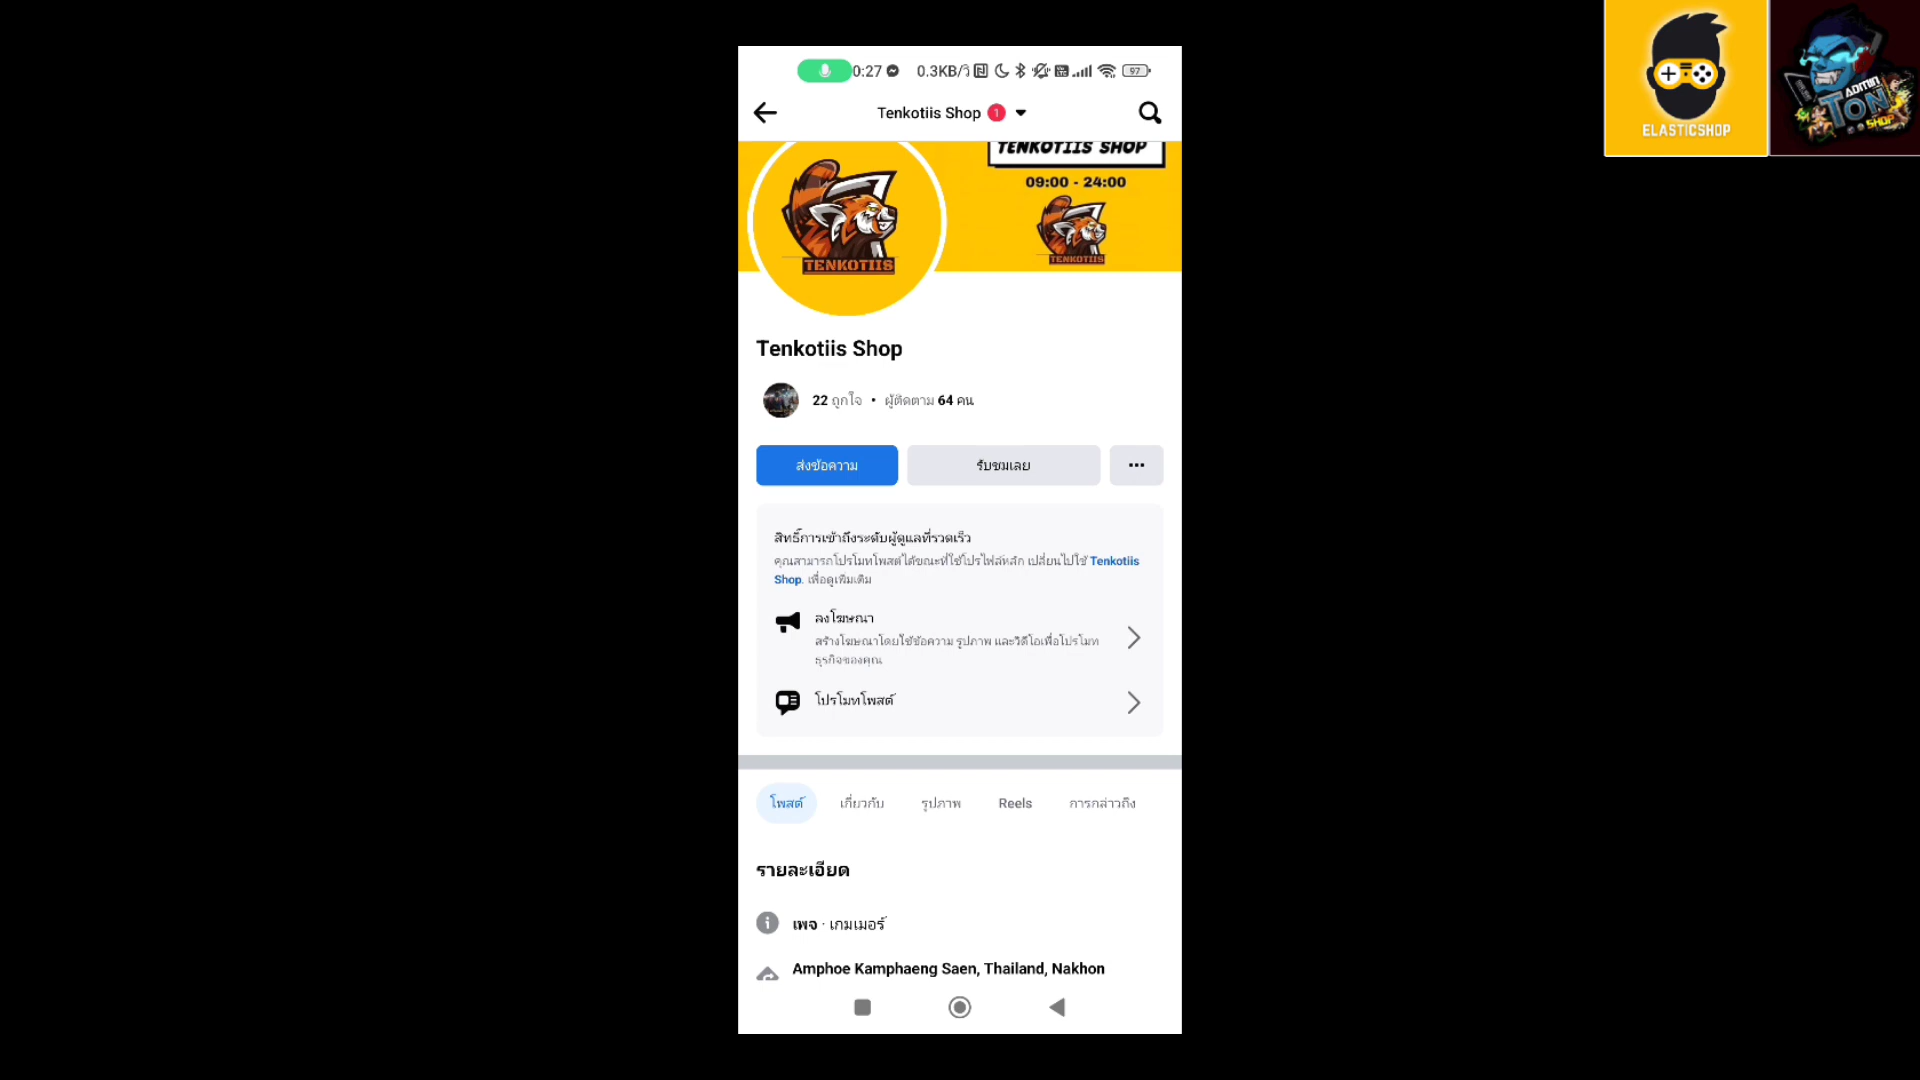 0:27 0.3KB/วิ 97
Tenkotiis Shop 1
TENKOTIIS SHOP
09:00 - 24:00
TENKOTIIS
TENKOTIIS
Tenkotiis Shop
22 ถูกใจ • ผู้ติดตาม 64 คน
ส่งข้อความ
รับชมเลย
สิทธิ์การเข้าถึงระดับผู้ดูแลที่รวดเร็ว
คุณสามารถโปรโมทโพสต์ได้ขณะที่ใช้โปรไฟล์หลัก เปลี่ยนไปใช้ Tenkotiis
Shop. เพื่อดูเพิ่มเติม
ลงโฆษณา
สร้างโฆษณาโดยใช้ข้อความ รูปภาพ และวิดีโอเพื่อโปรโมท
ธุรกิจของคุณ
โปรโมทโพสต์
โพสต์ เกี่ยวกับ รูปภาพ Reels การกล่าวถึง
รายละเอียด
เพจ · เกมเมอร์
Amphoe Kamphaeng Saen, Thailand, Nakhon
ELASTICSHOP
ADMIN
TON
SHOP